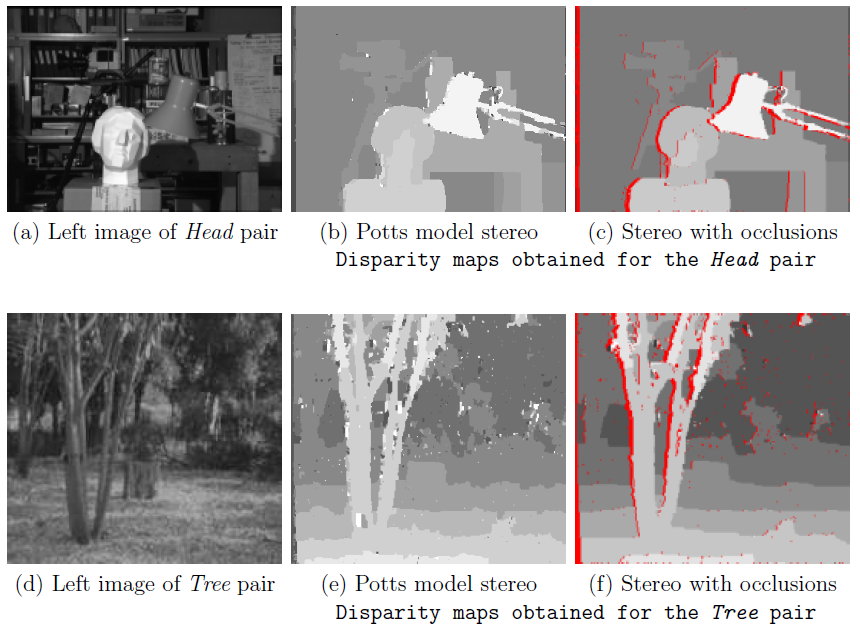 (a) Left image of Head pair
(b) Potts model stereo
(c) Stereo with occlusions
Disparity maps obtained for the Head pair
(d) Left image of Tree pair
(e) Potts model stereo
(f) Stereo with occlusions
Disparity maps obtained for the Tree pair